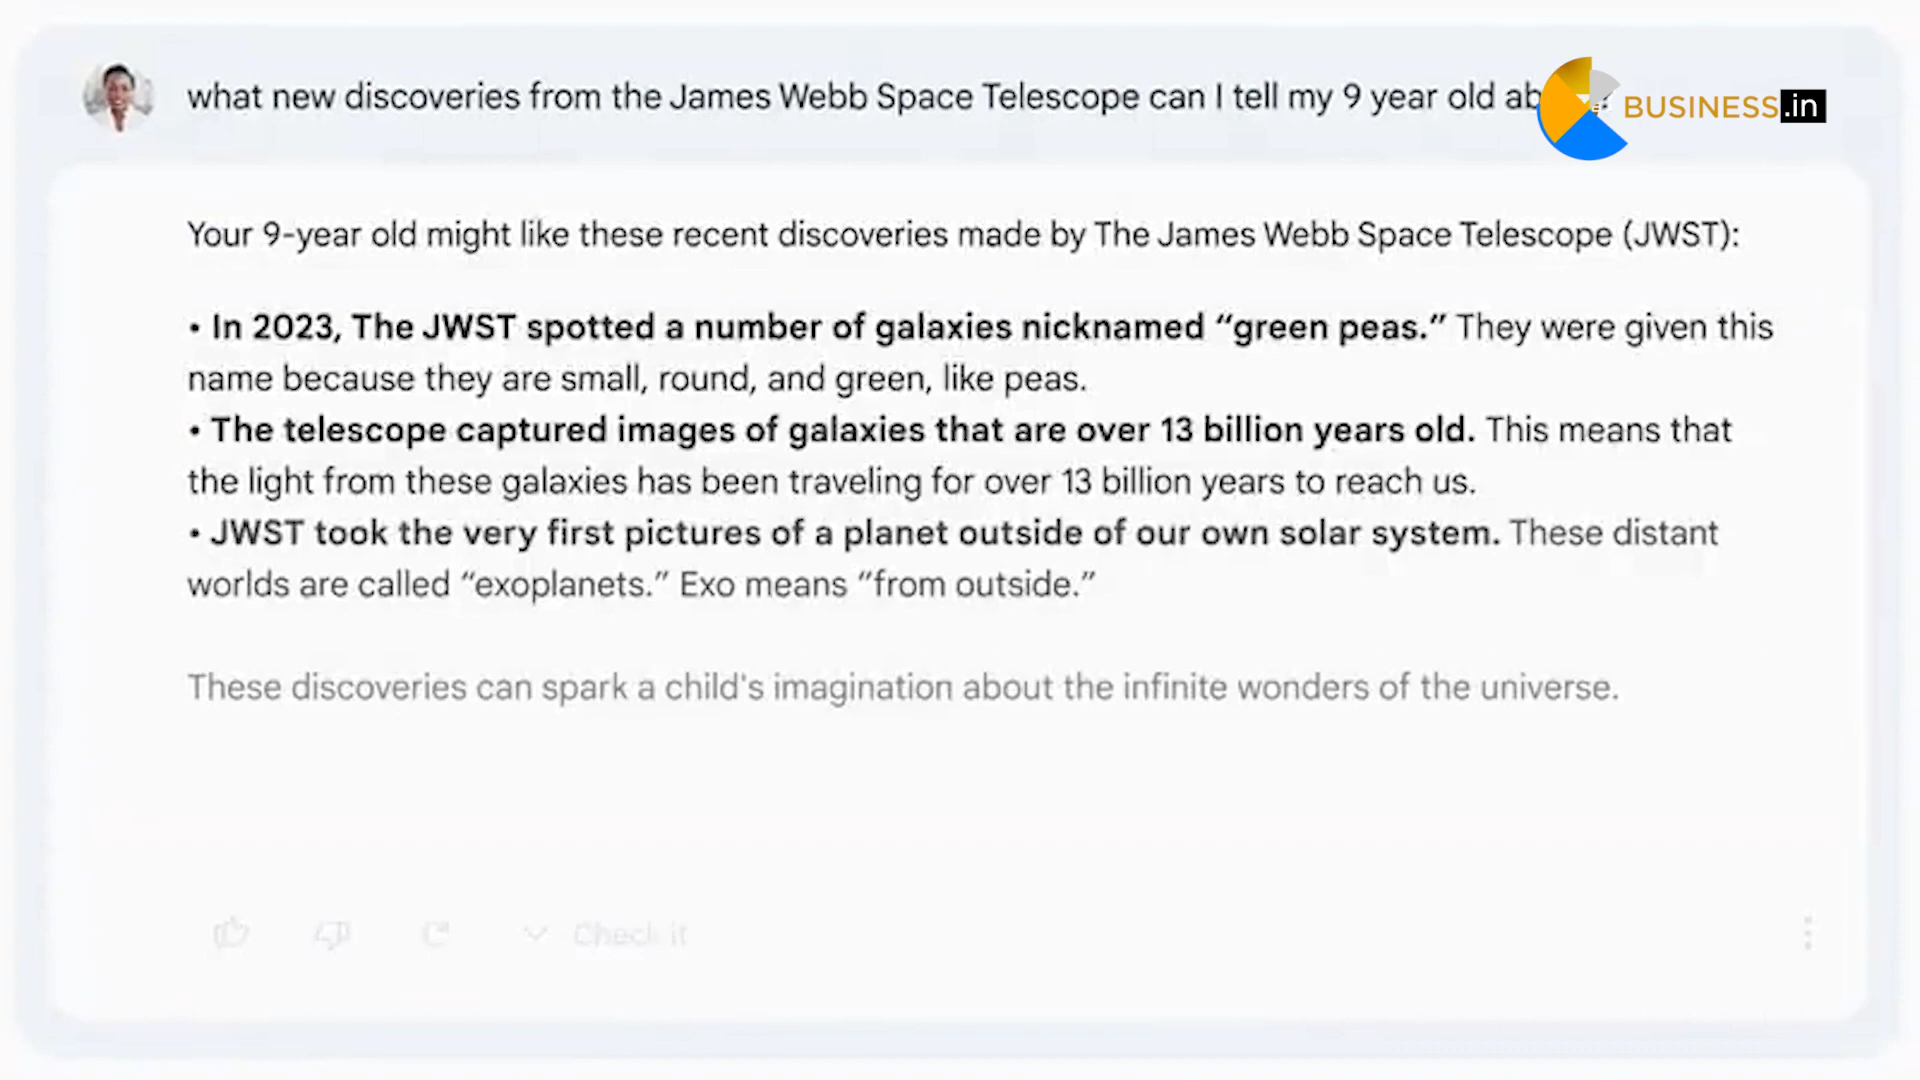 what new discoveries from the James Webb Space Telescope can I tell my 9 year old
BUSINESS.in
Your 9-year old might like these recent discoveries made by The James Webb Space Telescope (JWST):
• In 2023, The JWST spotted a number of galaxies nicknamed “green peas.” They were given this
name because they are small, round, and green, like peas.
• The telescope captured images of galaxies that are over 13 billion years old. This means that
the light from these galaxies has been traveling for over 13 billion years to reach us.
• JWST took the very first pictures of a planet outside of our own solar system. These distant
worlds are called “exoplanets.” Exo means “from outside.”
These discoveries can spark a child's imagination about the infinite wonders of the universe.
Check it